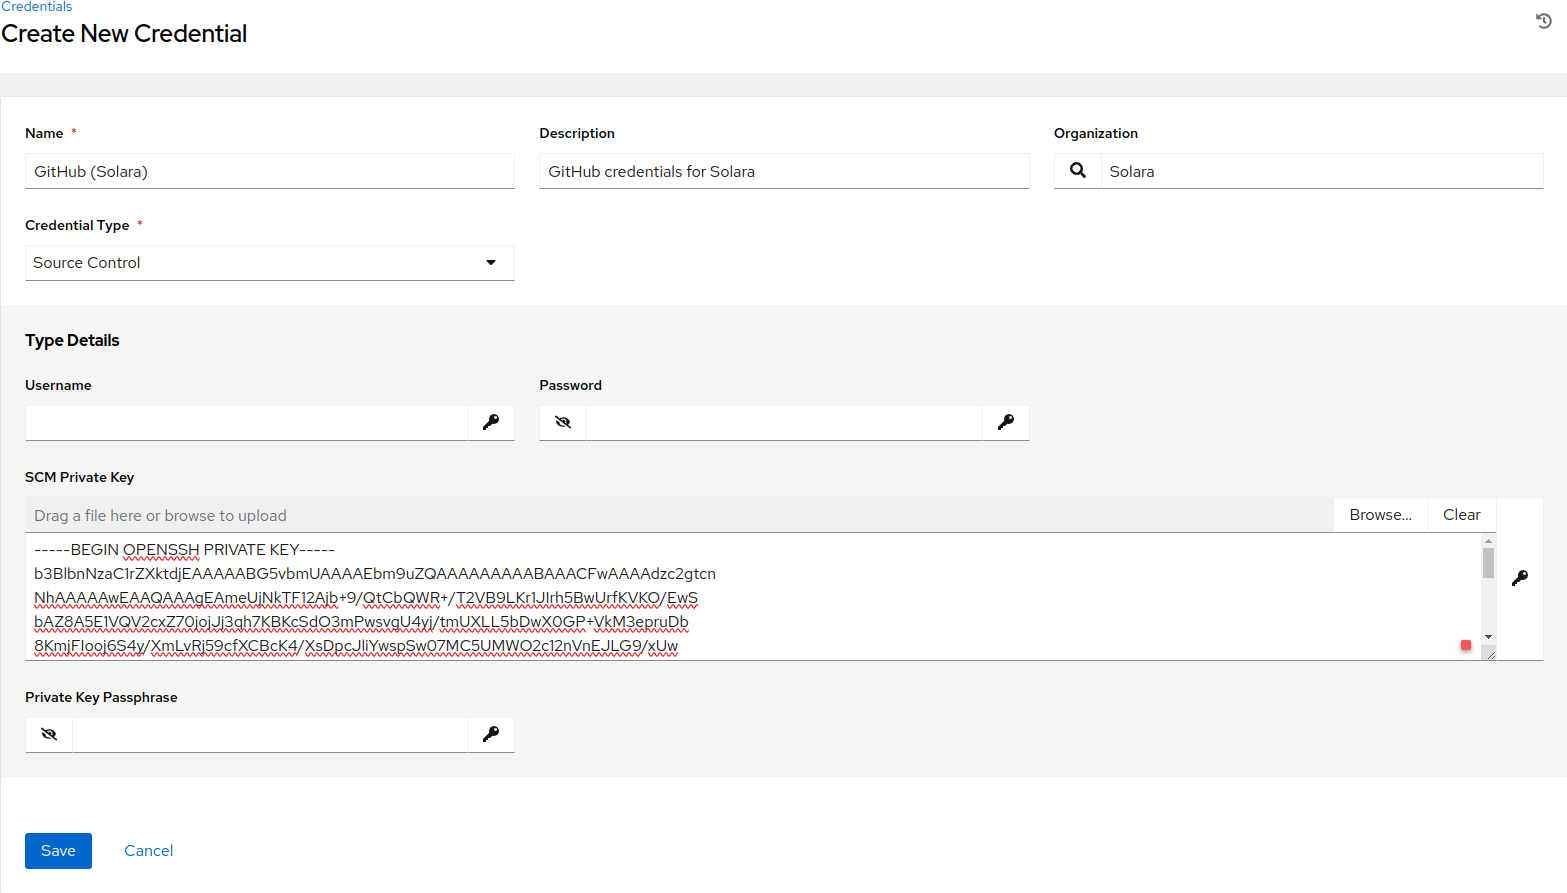 Credentials
Create New Credential
Name *
Description
Organization
GitHub (Solara)
GitHub credentials for Solara
Solara
Credential Type *
Source Control
Type Details
Username
Password
SCM Private Key
Drag a file here or browse to upload
Browse...
Clear
-----BEGIN OPENSSH PRIVATE KEY-----
b3BlbnNzaC1rZXktdjEAAAAABG5vbmUAAAAEbm9uZQAAAAAAAAABAAACFwAAAAdzc2gtcn
NhAAAAAwEAAQAAAgEAmeUjNkTF12Ajb+9/QtCbQWR+/T2VB9LKr1JIrh5BwUrfKVKO/EwS
bAZ8A5E1VQV2cxZ70jojJj3qh7KBKcSdO3mPwsvgU4yj/tmUXLL5bDwX0GP+VkM3epruDb
8KmjFIooj6S4y/XmLvRj59cfXCBcK4/XsDpcJliYwspSw07MC5UMWO2c12nVnEJLG9/xUw
Private Key Passphrase
Save
Cancel